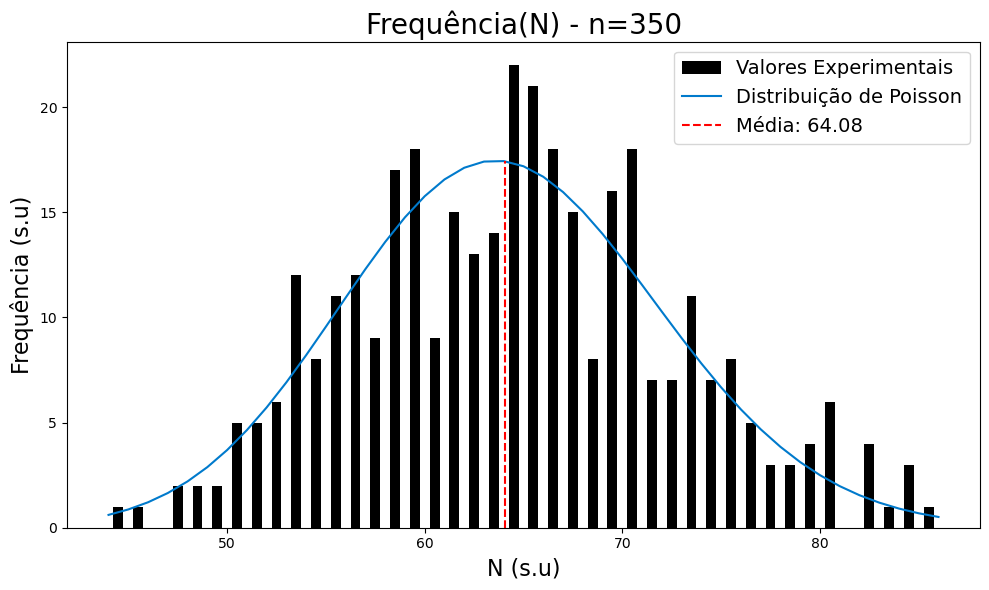 Frequência(N) - n=350
Valores Experimentais
Distribuição de Poisson
Média: 64.08
Frequência (s.u)
20
15
10
5
0
50 60 70 80
N (s.u)